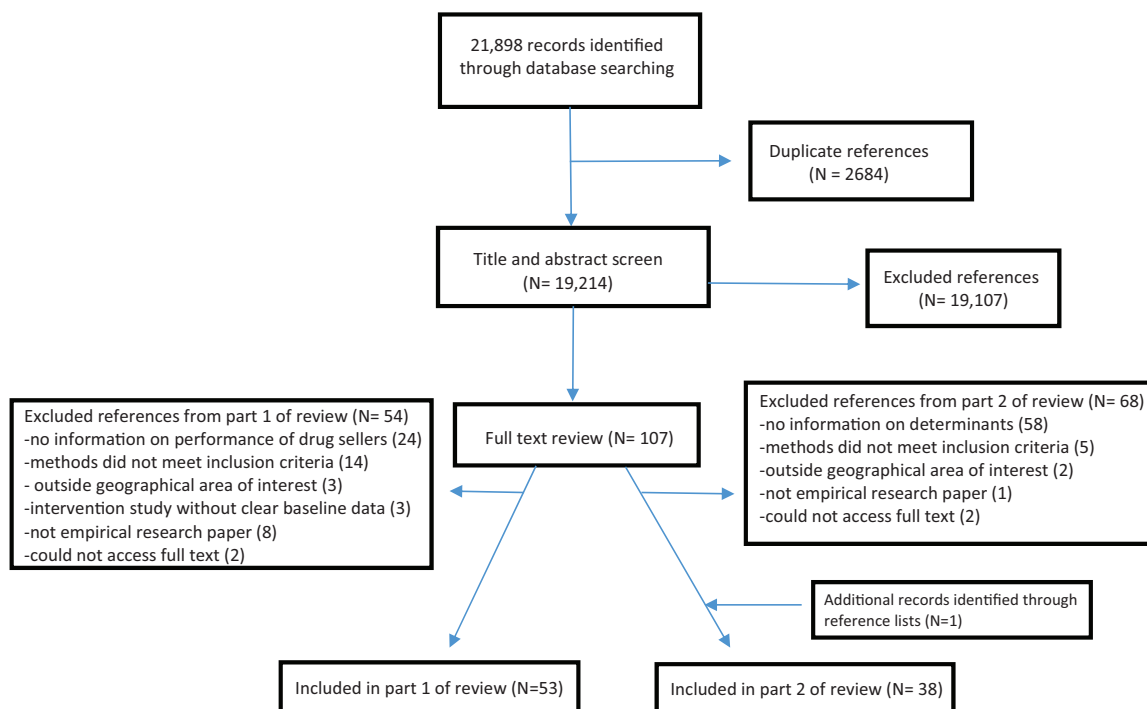 21,898 records identified
through database searching
Duplicate references
(N = 2684)
Title and abstract screen
(N= 19,214)
Excluded references
(N= 19,107)
Excluded references from part 1 of review (N= 54)
-no information on performance of drug sellers (24)
-methods did not meet inclusion criteria (14)
- outside geographical area of interest (3)
-intervention study without clear baseline data (3)
-not empirical research paper (8)
-could not access full text (2)
Full text review (N= 107)
Excluded references from part 2 of review (N= 68)
-no information on determinants (58)
-methods did not meet inclusion criteria (5)
-outside geographical area of interest (2)
-not empirical research paper (1)
-could not access full text (2)
Additional records identified through
reference lists (N=1)
Included in part 1 of review (N=53)
Included in part 2 of review (N= 38)